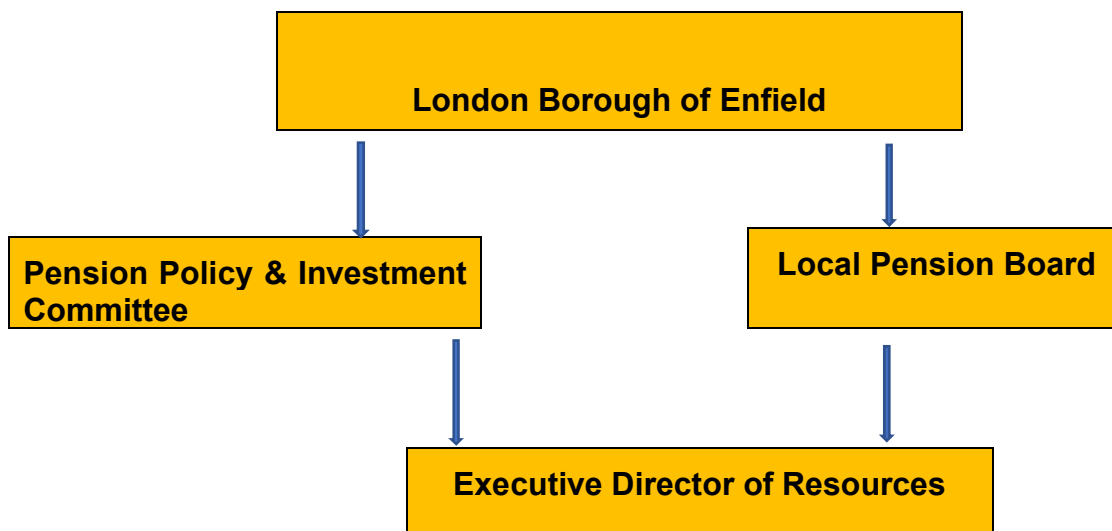 London Borough of Enfield
Pension Policy & Investment
Committee
Local Pension Board
Executive Director of Resources